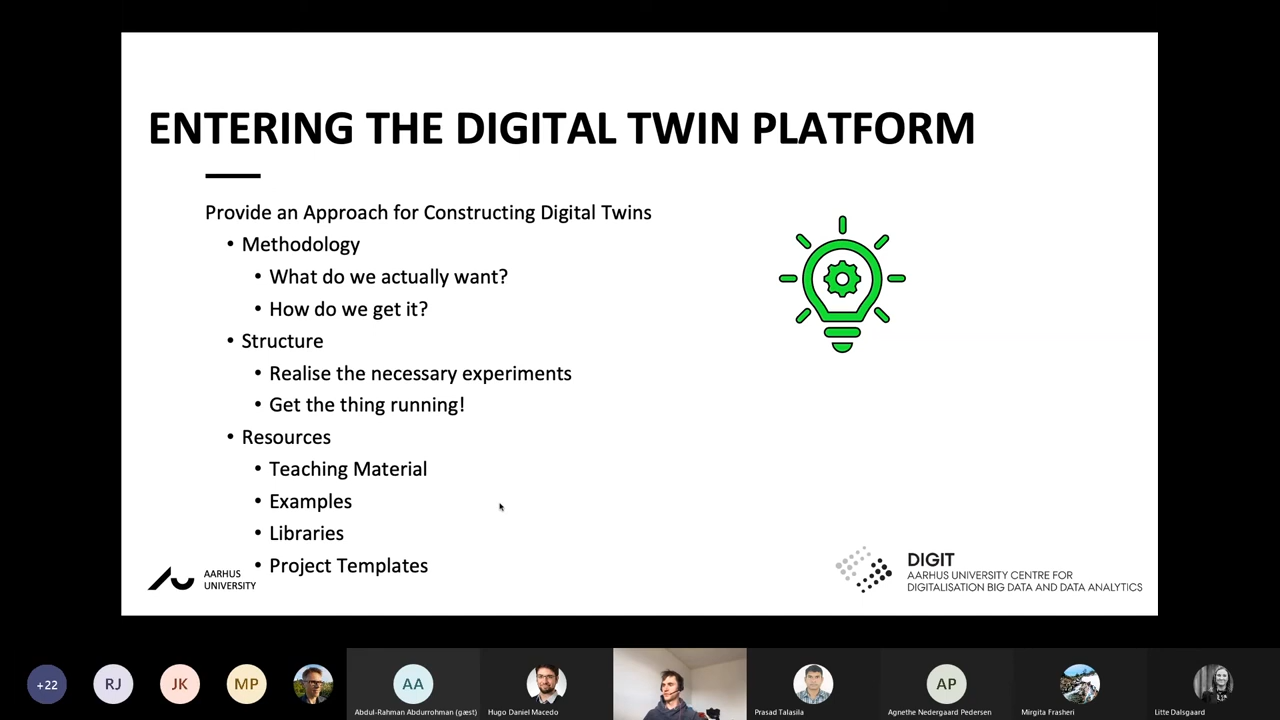 ENTERING THE DIGITAL TWIN PLATFORM
Provide an Approach for Constructing Digital Twins
• Methodology
• What do we actually want?
• How do we get it?
• Structure
• Realise the necessary experiments
• Get the thing running!
• Resources
• Teaching Material
• Examples
• Libraries
• Project Templates
AARHUS
UNIVERSITY
DIGIT
AARHUS UNIVERSITY CENTRE FOR
DIGITALISATION BIG DATA AND DATA ANALYTICS
+22
RJ
JK
MP
AA
AP
Abdul-Rahman Abdurrohman (gæst)
Hugo Daniel Macedo
Prasad Talasila
Agnethe Nedergaard Pedersen
Mirgita Frasheri
Litte Dalsgaard